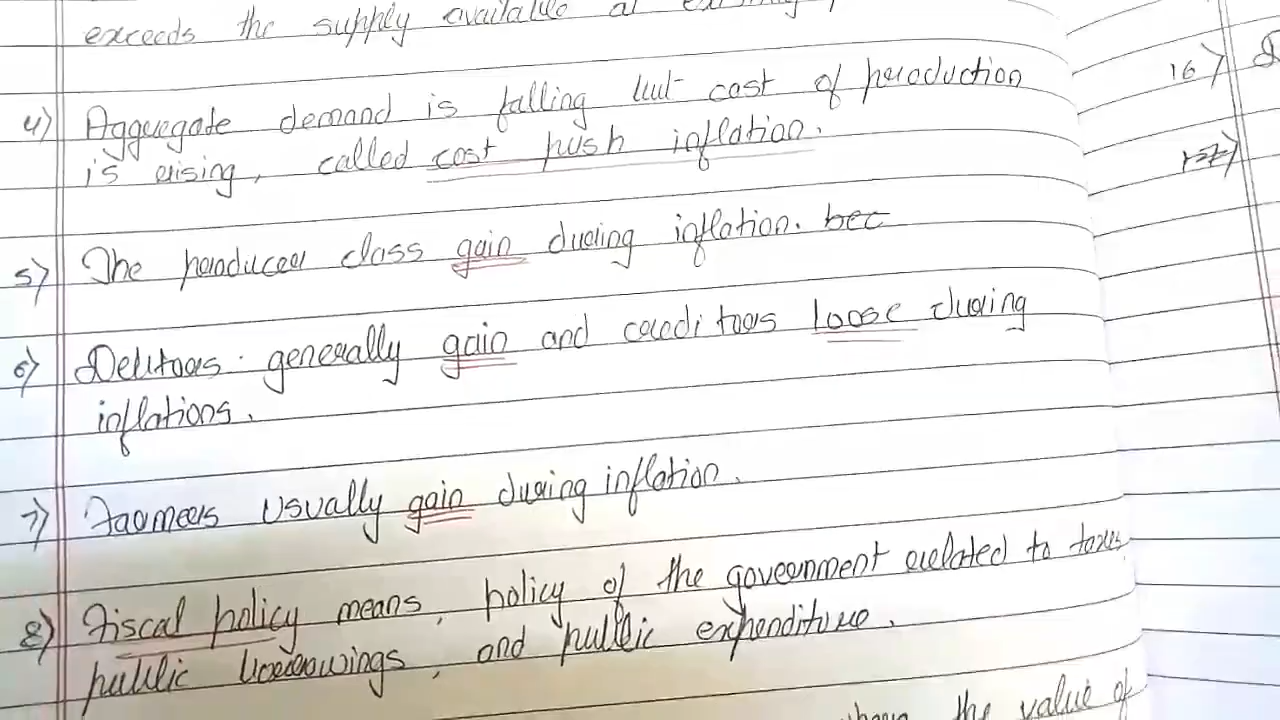 exceeds the supply available at
4) Aggregate demand is falling but cost of production
is rising, called cost push inflation.
5) The producer class gain during inflation. bec
6) Debtors generally gain and creditors loose during
inflations.
7) Farmers usually gain during inflation.
8) Fiscal policy means, policy of the government related to taxes
public borrowings, and public expenditure.
the value of
16)
17)